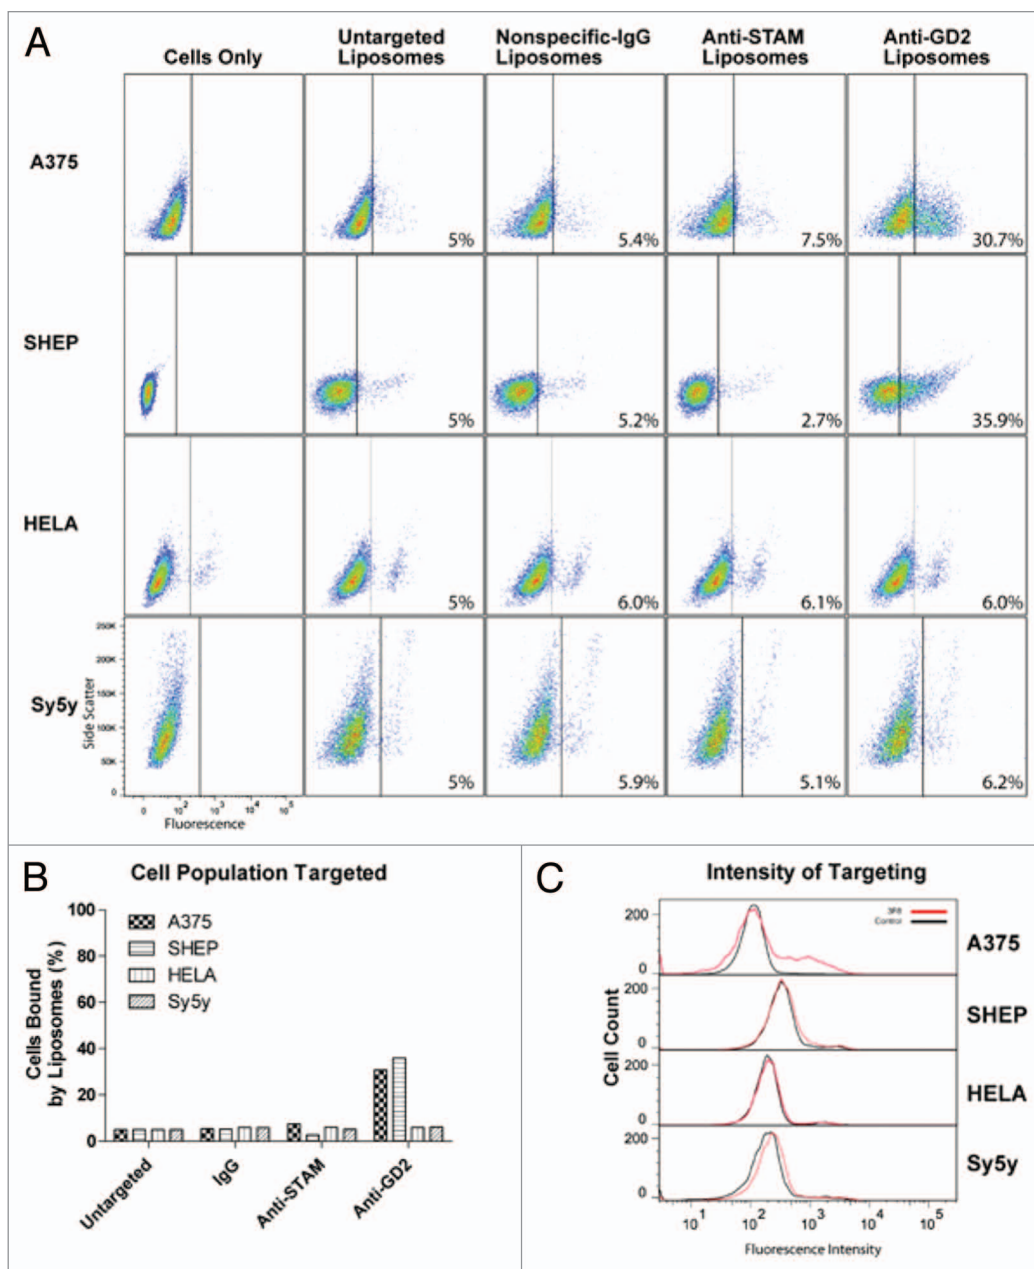 A
Cells Only
Untargeted
Liposomes
Nonspecific-IgG
Liposomes
Anti-STAM
Liposomes
Anti-GD2
Liposomes
A375
5%
5.4%
7.5%
30.7%
SHEP
5%
5.2%
2.7%
35.9%
HELA
5%
6.0%
6.1%
6.0%
Sy5y
Side Scatter
250K
200K
150K
100K
50K
0
0 10² 10³ 10⁴ 10⁵
Fluorescence
5%
5.9%
5.1%
6.2%
B
Cell Population Targeted
Cells Bound
by Liposomes (%)
100
80
60
40
20
0
A375
SHEP
HELA
Sy5y
Untargeted
IgG
Anti-STAM
Anti-GD2
C
Intensity of Targeting
Cell Count
3F8
Control
200
0
A375
200
0
SHEP
200
0
HELA
200
0
Sy5y
10¹ 10² 10³ 10⁴ 10⁵
Fluorescence Intensity